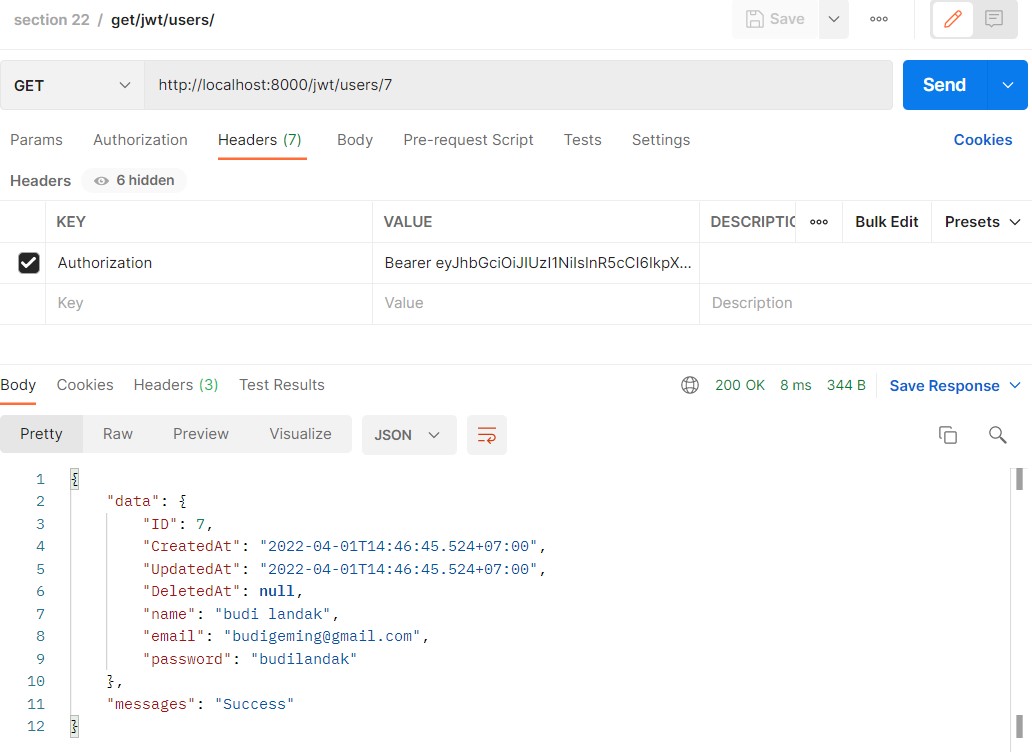 section 22 / get/jwt/users/
Save
GET http://localhost:8000/jwt/users/7 Send
Params Authorization Headers (7) Body Pre-request Script Tests Settings Cookies
Headers 6 hidden
KEY VALUE DESCRIPTIC Bulk Edit Presets
Authorization Bearer eyJhbGciOiJIUzI1NiIsInR5cCI6IkpX...
Key Value Description
Body Cookies Headers (3) Test Results 200 OK 8 ms 344 B Save Response
Pretty Raw Preview Visualize JSON
1 {
2 "data": {
3 "ID": 7,
4 "CreatedAt": "2022-04-01T14:46:45.524+07:00",
5 "UpdatedAt": "2022-04-01T14:46:45.524+07:00",
6 "DeletedAt": null,
7 "name": "budi landak",
8 "email": "budigeming@gmail.com",
9 "password": "budilandak"
10 },
11 "messages": "Success"
12 }